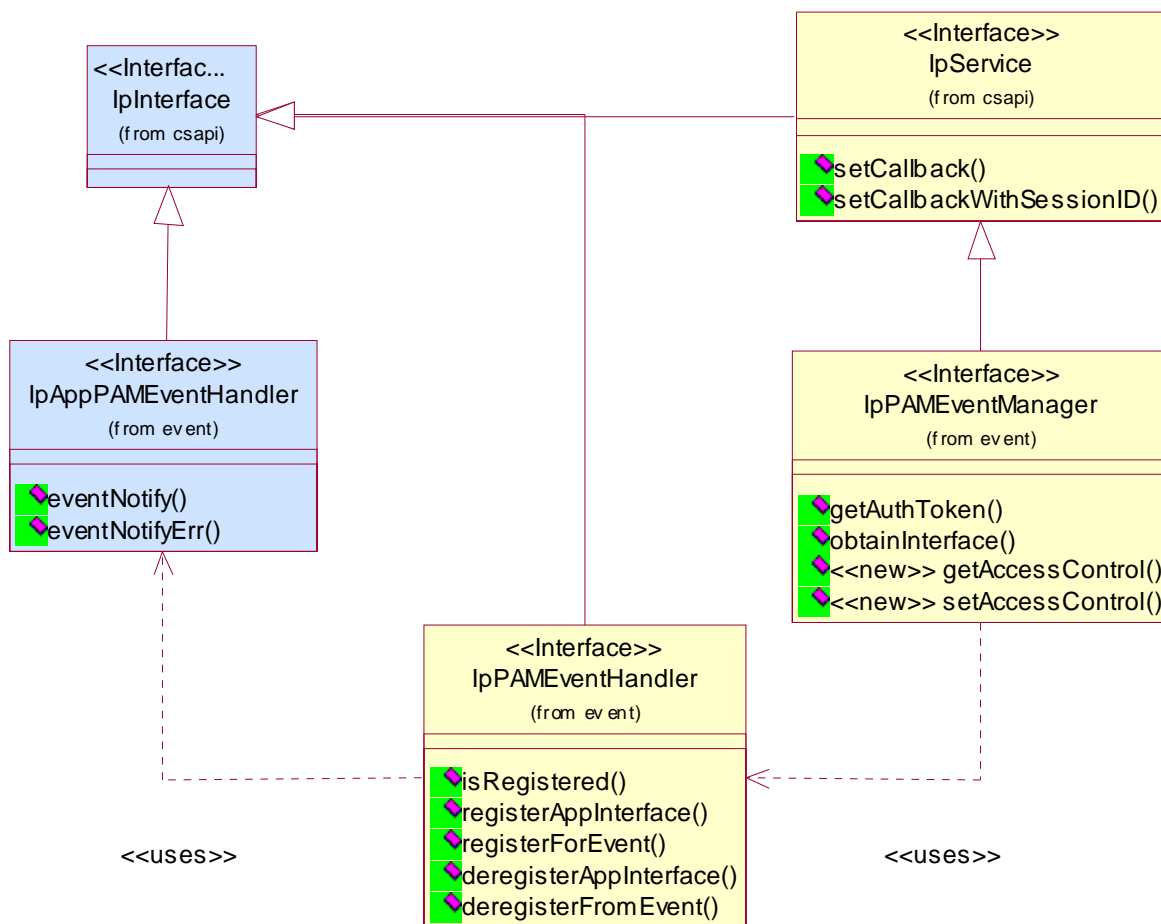 <<Interfac...
IpInterface
(from csapi)
<<Interface>>
IpService
(from csapi)
setCallback()
setCallbackWithSessionID()
<<Interface>>
IpAppPAMEventHandler
(from event)
eventNotify()
eventNotifyErr()
<<Interface>>
IpPAMEventManager
(from event)
getAuthToken()
obtainInterface()
<<new>> getAccessControl()
<<new>> setAccessControl()
<<Interface>>
IpPAMEventHandler
(from event)
isRegistered()
registerAppInterface()
registerForEvent()
deregisterAppInterface()
deregisterFromEvent()
<<uses>>
<<uses>>